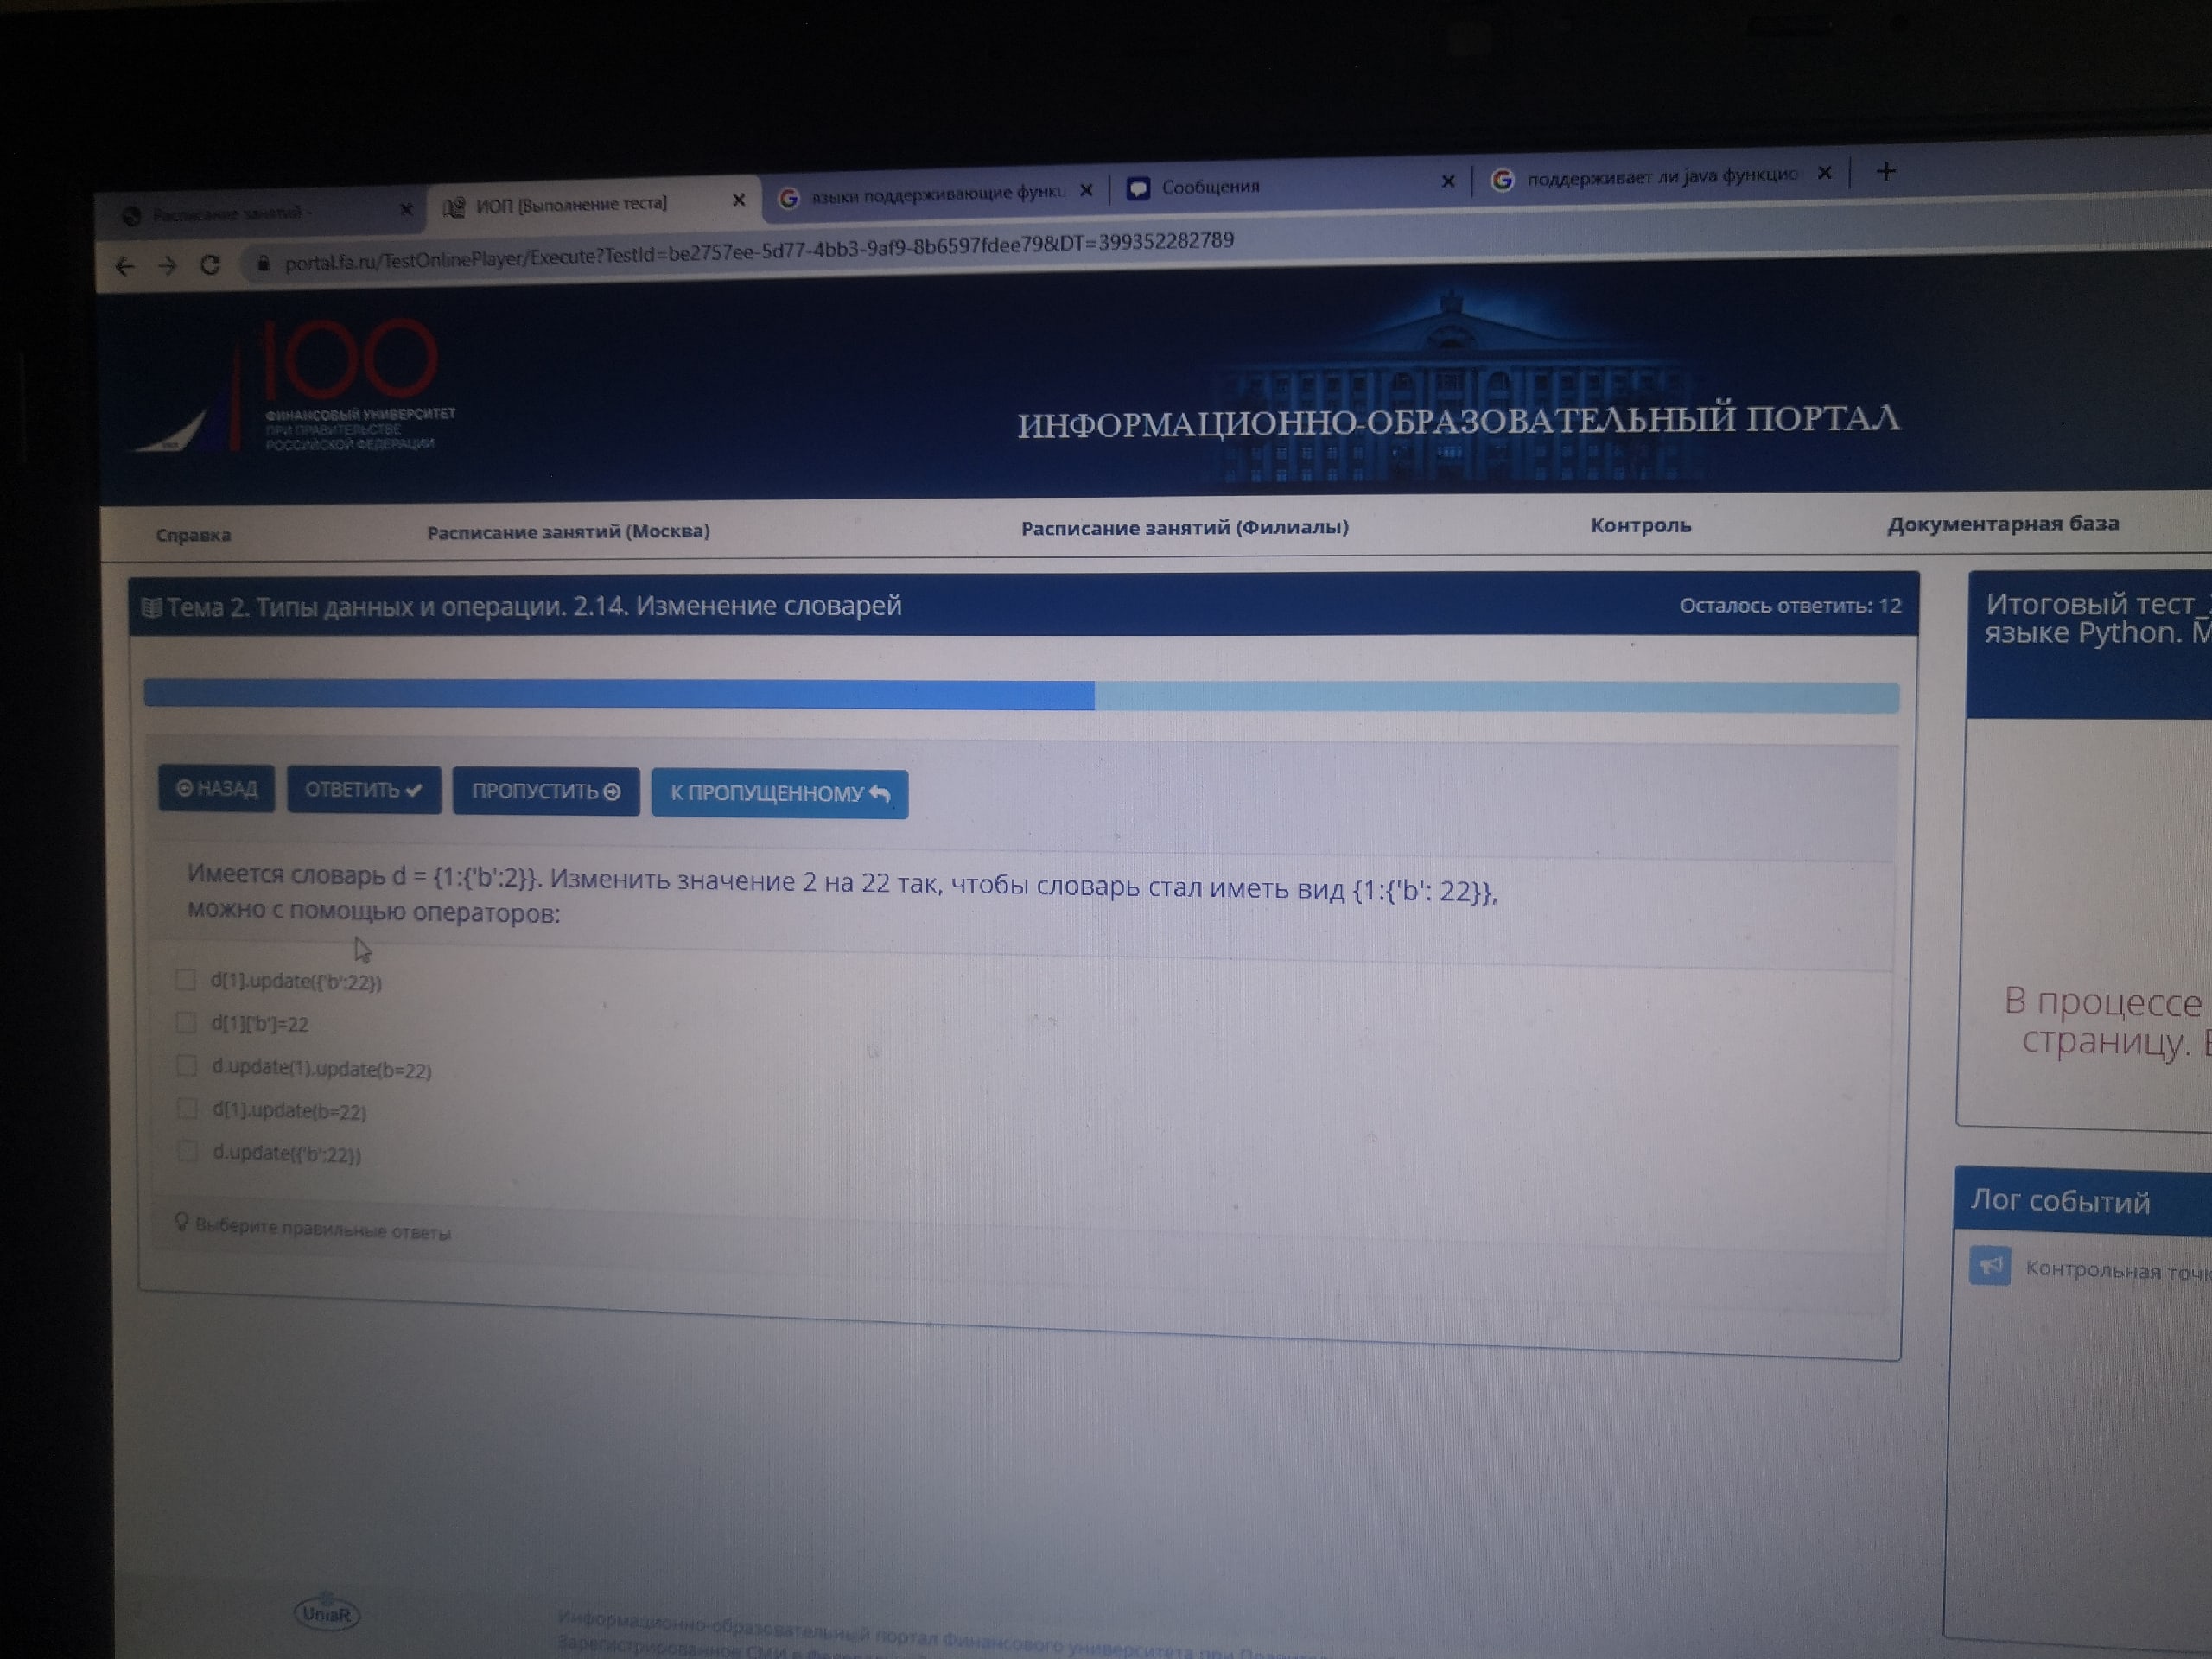 Расписание занятий -
ИОП [Выполнение теста]
языки поддерживающие функц
Сообщения
поддерживает ли java функцио
portal.fa.ru/TestOnlinePlayer/Execute?TestId=be2757ee-5d77-4bb3-9af9-8b6597fdee79&DT=399352282789
100
ФИНАНСОВЫЙ УНИВЕРСИТЕТ
ПРИ ПРАВИТЕЛЬСТВЕ
РОССИЙСКОЙ ФЕДЕРАЦИИ
ИНФОРМАЦИОННО-ОБРАЗОВАТЕЛЬНЫЙ ПОРТАЛ
Справка
Расписание занятий (Москва)
Расписание занятий (Филиалы)
Контроль
Документарная база
Тема 2. Типы данных и операции. 2.14. Изменение словарей
Осталось ответить: 12
НАЗАД
ОТВЕТИТЬ
ПРОПУСТИТЬ
К ПРОПУЩЕННОМУ
Имеется словарь d = {1:{'b':2}}. Изменить значение 2 на 22 так, чтобы словарь стал иметь вид {1:{'b': 22}},
можно с помощью операторов:
d[1].update({'b':22})
d[1]['b']=22
d.update(1).update(b=22)
d[1].update(b=22)
d.update({'b':22})
Выберите правильные ответы
Итоговый тест_
языке Python. М
В процессе
страницу. Е
Лог событий
Контрольная точк
UniaR
Информационно-образовательный портал Финансового университета при
Зарегистрированное СМИ в